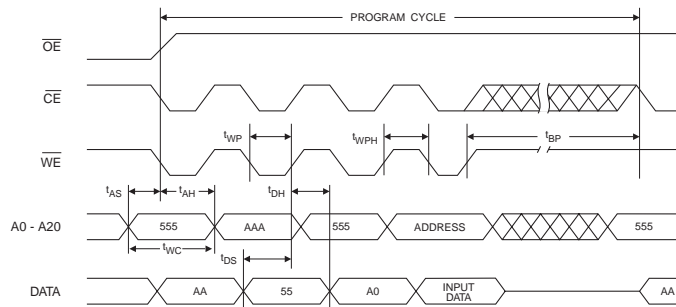 PROGRAM CYCLE
OE
CE
tWP
tWPH
tBP
WE
tAS
tAH
tDH
A0 - A20
555
AAA
555
ADDRESS
555
tWC
tDS
DATA
AA
55
A0
INPUT
DATA
AA